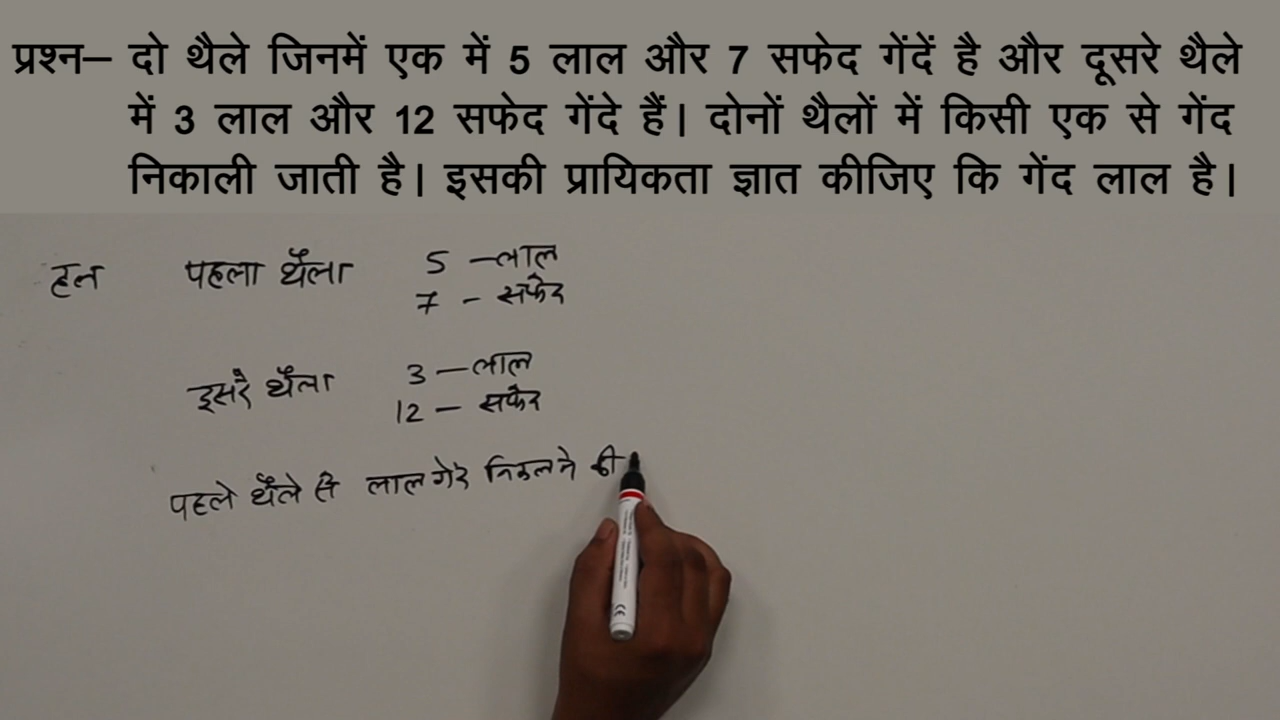 प्रश्न– दो थैले जिनमें एक में 5 लाल और 7 सफेद गेंदें है और दूसरे थैले
में 3 लाल और 12 सफेद गेंदे हैं। दोनों थैलों में किसी एक से गेंद
निकाली जाती है। इसकी प्रायिकता ज्ञात कीजिए कि गेंद लाल है।
हल पहला थैला 5 – लाल
7 – सफेद
दूसरे थैला 3 – लाल
12 – सफेद
पहले थैले से लाल गेंद निकलने की